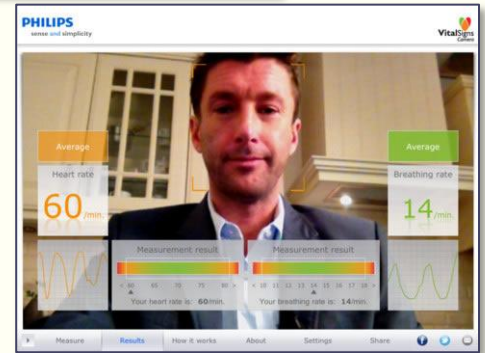 PHILIPS
sense and simplicity
VitalSigns
Camera
Average
Heart rate
60/min.
Average
Breathing rate
14/min.
Measurement result
< 60 65 70 75 80 >
Your heart rate is: 60/min.
Measurement result
< 10 11 12 13 14 15 16 17 18 >
Your breathing rate is: 14/min.
Measure Results How it works About Settings Share